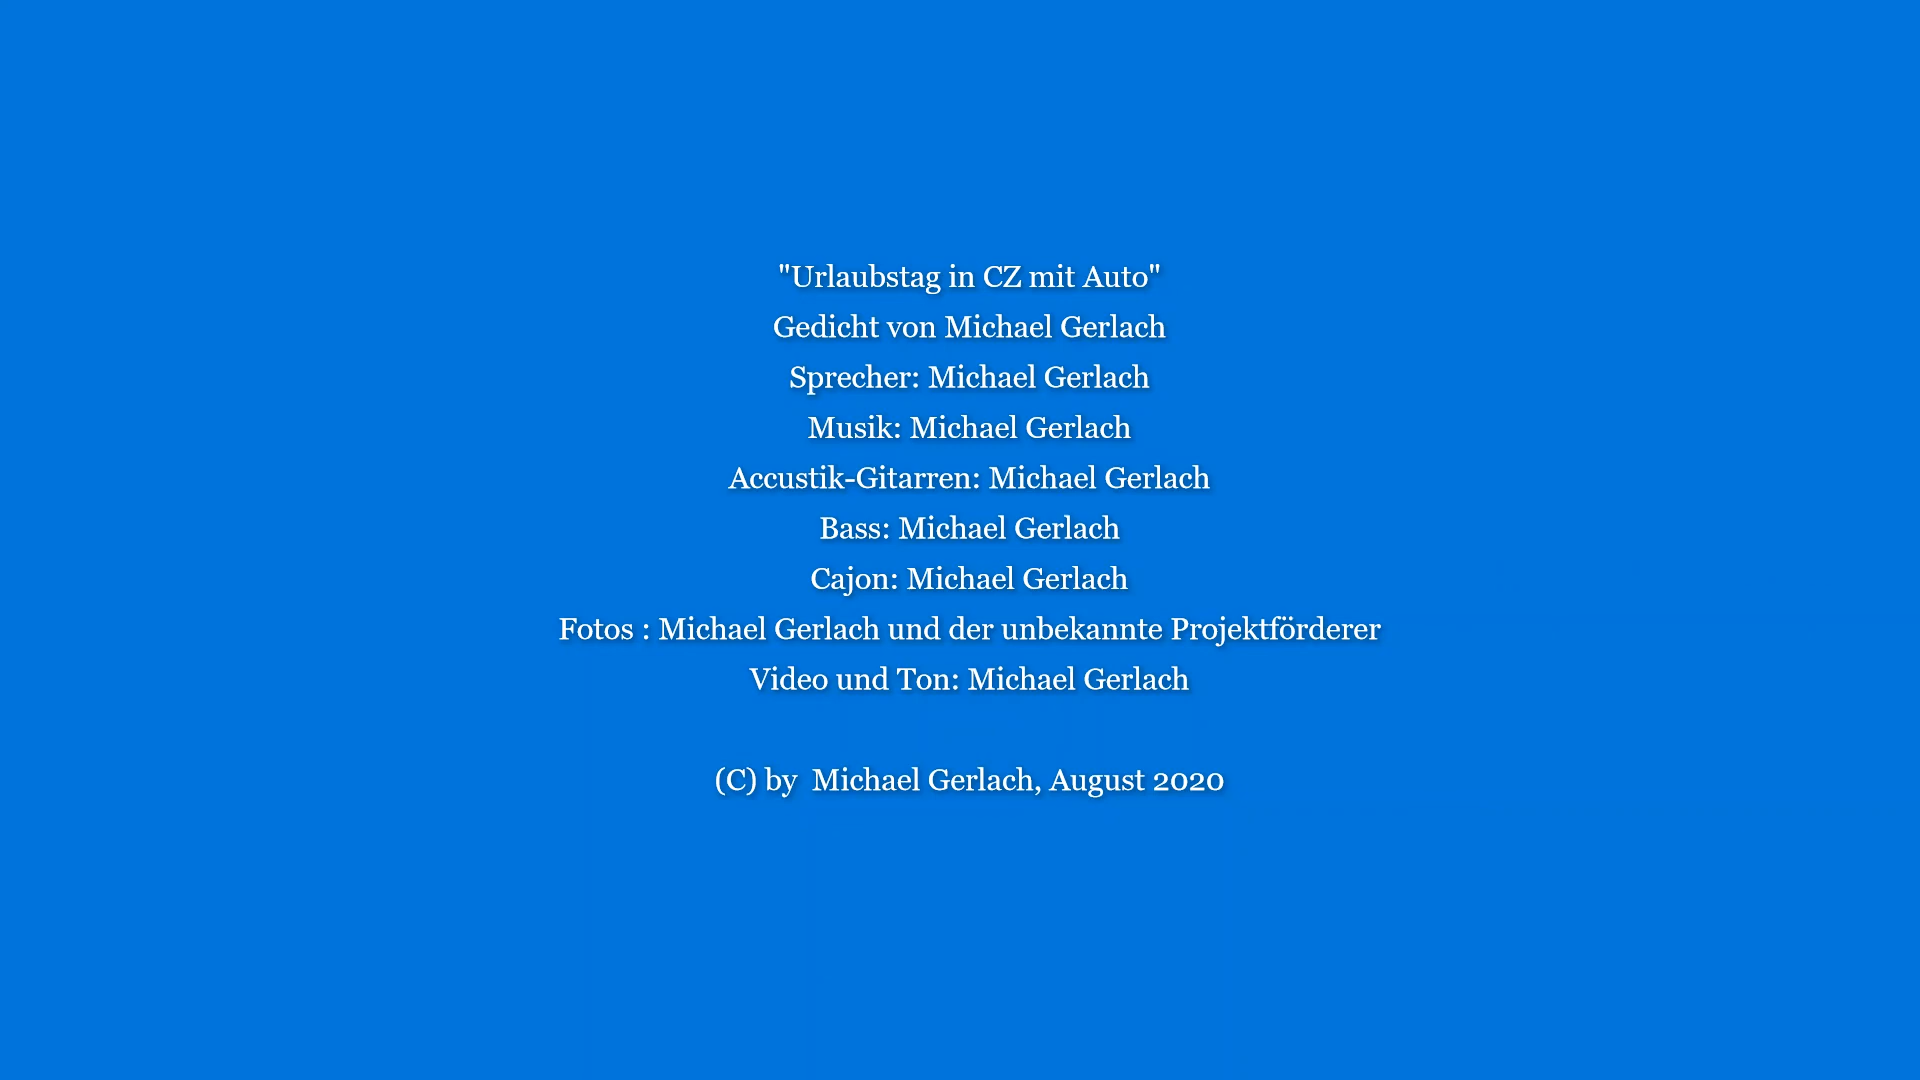 "Urlaubstag in CZ mit Auto"
Gedicht von Michael Gerlach
Sprecher: Michael Gerlach
Musik: Michael Gerlach
Accustik-Gitarren: Michael Gerlach
Bass: Michael Gerlach
Cajon: Michael Gerlach
Fotos : Michael Gerlach und der unbekannte Projektförderer
Video und Ton: Michael Gerlach
(C) by  Michael Gerlach, August 2020